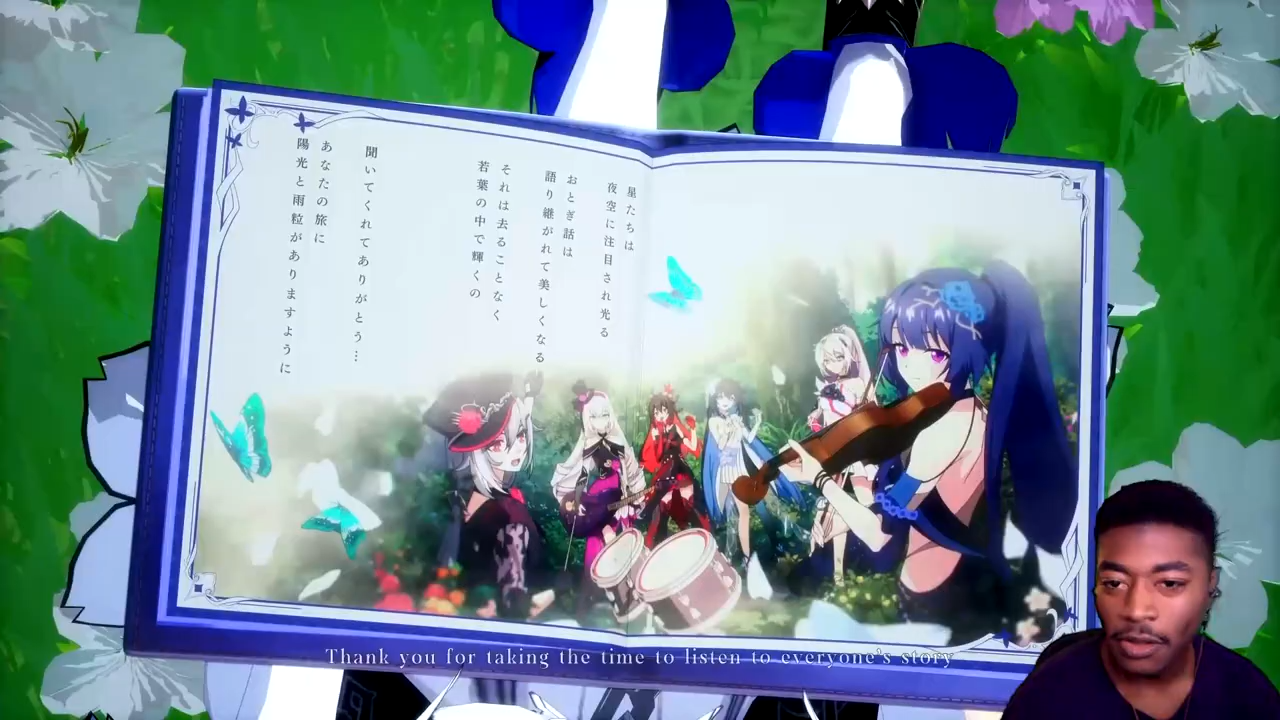 星たちは
夜空に注目され光る
おとぎ話は
語り継がれて美しくなる
それは去ることなく
若葉の中で輝くの
聞いてくれてありがとう…
あなたの旅に
陽光と雨粒がありますように
Thank you for taking the time to listen to everyone's story